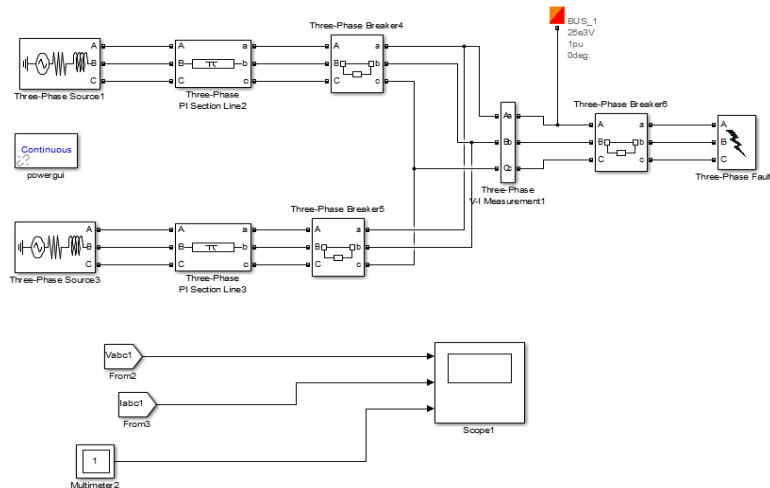 Three-Phase Breaker4
BUS_1
25e3V
1pu
0deg.
A A a A a
B B b B b
C C c C c
Three-Phase Source1
Three-Phase
PI Section Line2
Three-Phase Breaker6
Aa A a A
Bb B b B
Cc C c C
Three-Phase
V-I Measurement1
Three-Phase Fault
Continuous
powergui
Three-Phase Breaker5
A A a A a
B B b B b
C C c C c
Three-Phase Source3
Three-Phase
PI Section Line3
Vabc1
From2
Iabc1
From3
Scope1
1
Multimeter2